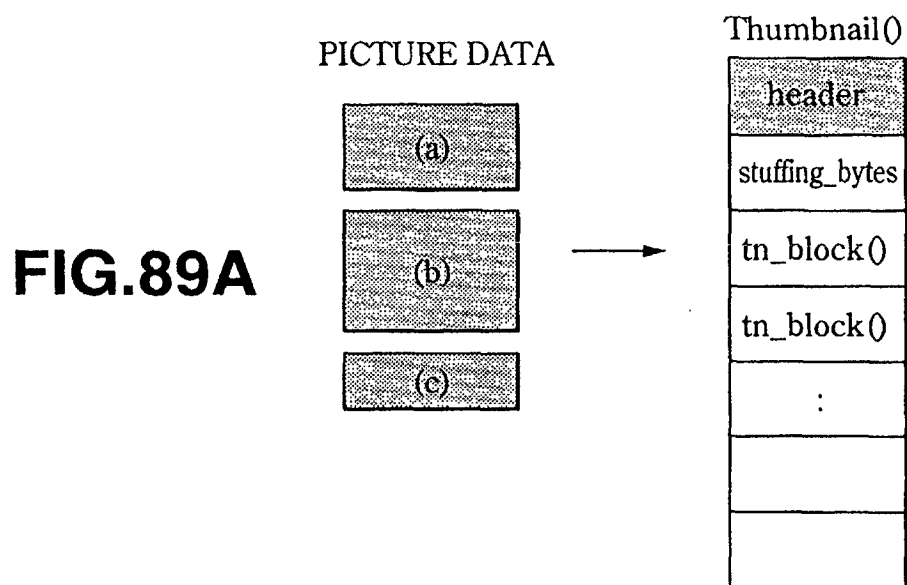 PICTURE DATA
(a)
(b)
(c)
FIG.89A
Thumbnail()
header
stuffing_bytes
tn_block()
tn_block()
: